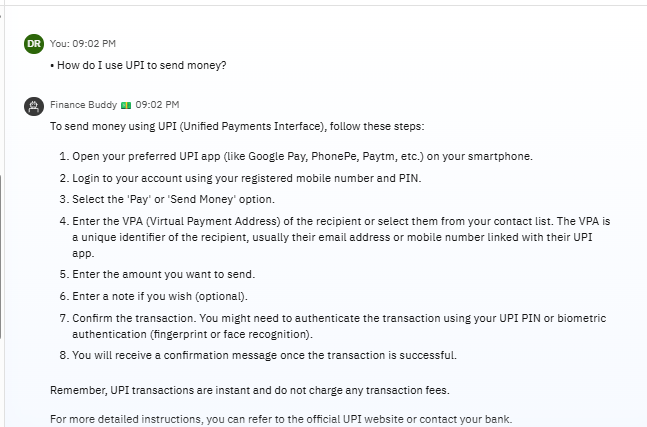 DR You: 09:02 PM
• How do I use UPI to send money?
Finance Buddy 09:02 PM
To send money using UPI (Unified Payments Interface), follow these steps:
1. Open your preferred UPI app (like Google Pay, PhonePe, Paytm, etc.) on your smartphone.
2. Login to your account using your registered mobile number and PIN.
3. Select the 'Pay' or 'Send Money' option.
4. Enter the VPA (Virtual Payment Address) of the recipient or select them from your contact list. The VPA is
a unique identifier of the recipient, usually their email address or mobile number linked with their UPI
app.
5. Enter the amount you want to send.
6. Enter a note if you wish (optional).
7. Confirm the transaction. You might need to authenticate the transaction using your UPI PIN or biometric
authentication (fingerprint or face recognition).
8. You will receive a confirmation message once the transaction is successful.
Remember, UPI transactions are instant and do not charge any transaction fees.
For more detailed instructions, you can refer to the official UPI website or contact your bank.